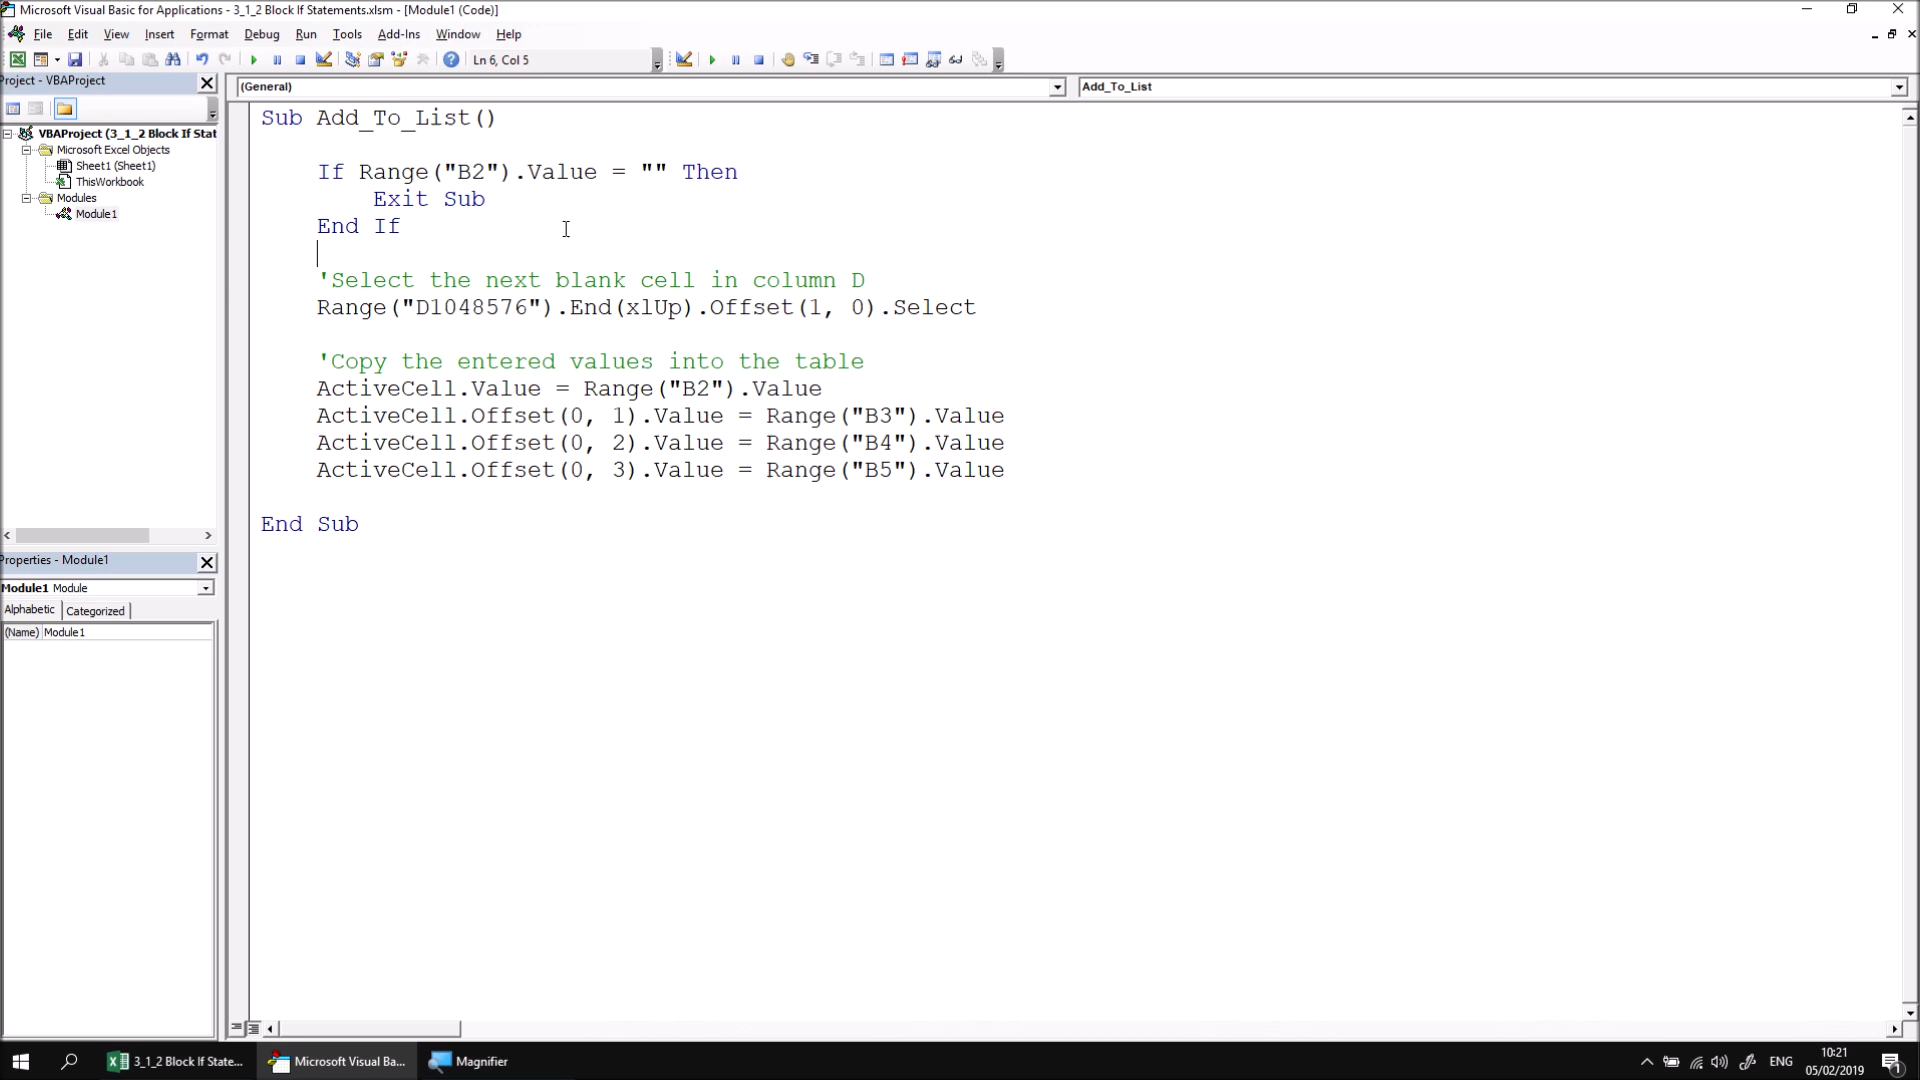 Microsoft Visual Basic for Applications - 3_1_2 Block If Statements.xlsm - [Module1 (Code)]
File Edit View Insert Format Debug Run Tools Add-Ins Window Help
Ln 6, Col 5
Project - VBAProject
(General)
Add_To_List
VBAProject (3_1_2 Block If Stat
Microsoft Excel Objects
Sheet1 (Sheet1)
ThisWorkbook
Modules
Module1
Sub Add_To_List()
If Range("B2").Value = "" Then
Exit Sub
End If
'Select the next blank cell in column D
Range("D1048576").End(xlUp).Offset(1, 0).Select
'Copy the entered values into the table
ActiveCell.Value = Range("B2").Value
ActiveCell.Offset(0, 1).Value = Range("B3").Value
ActiveCell.Offset(0, 2).Value = Range("B4").Value
ActiveCell.Offset(0, 3).Value = Range("B5").Value
End Sub
Properties - Module1
Module1 Module
Alphabetic Categorized
(Name) Module1
3_1_2 Block If State...
Microsoft Visual Ba...
Magnifier
ENG
10:21
05/02/2019
1